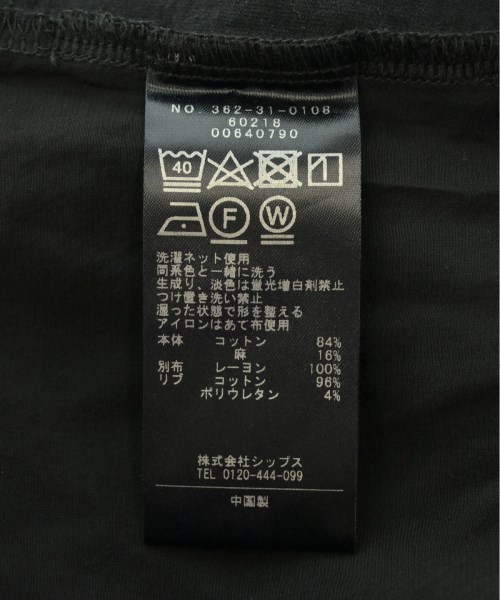 NO. 362-31-0108
60218
00640790
40
F W
洗濯ネット使用
同系色と一緒に洗う
生成り、淡色は蛍光増白剤禁止
つけ置き洗い禁止
湿った状態で形を整える
アイロンはあて布使用
本体 コットン 84%
麻 16%
別布 レーヨン 100%
リブ コットン 96%
ポリウレタン 4%
株式会社シップス
TEL 0120-444-099
中国製